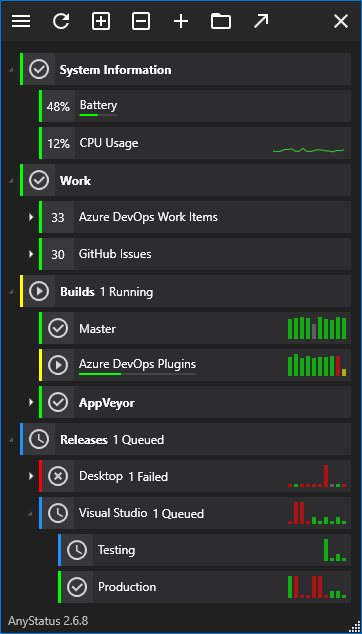 System Information
48% Battery
12% CPU Usage
Work
33 Azure DevOps Work Items
30 GitHub Issues
Builds 1 Running
Master
Azure DevOps Plugins
AppVeyor
Releases 1 Queued
Desktop 1 Failed
Visual Studio 1 Queued
Testing
Production
AnyStatus 2.6.8